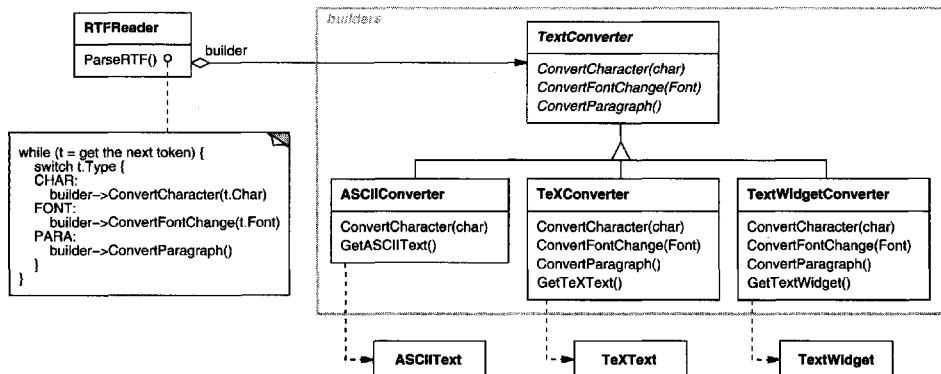 builders
RTFReader
ParseRTF()
builder
TextConverter
ConvertCharacter(char)
ConvertFontChange(Font)
ConvertParagraph()
while (t = get the next token) {
switch t.Type {
CHAR:
builder->ConvertCharacter(t.Char)
FONT:
builder->ConvertFontChange(t.Font)
PARA:
builder->ConvertParagraph()
}
}
ASCIIConverter
ConvertCharacter(char)
GetASCIIText()
TeXConverter
ConvertCharacter(char)
ConvertFontChange(Font)
ConvertParagraph()
GetTeXText()
TextWidgetConverter
ConvertCharacter(char)
ConvertFontChange(Font)
ConvertParagraph()
GetTextWidget()
ASCIIText
TeXText
TextWidget